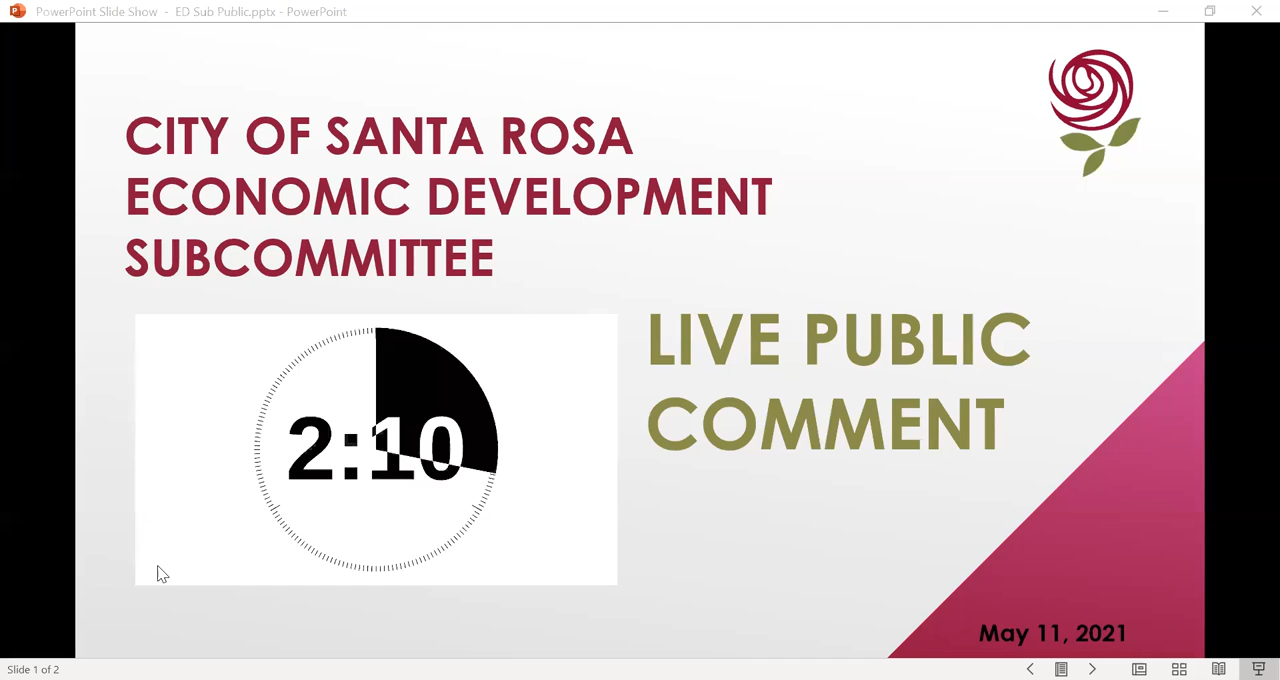 PowerPoint Slide Show - ED Sub Public.pptx - PowerPoint
CITY OF SANTA ROSA
ECONOMIC DEVELOPMENT
SUBCOMMITTEE
2:10
LIVE PUBLIC
COMMENT
May 11, 2021
Slide 1 of 2